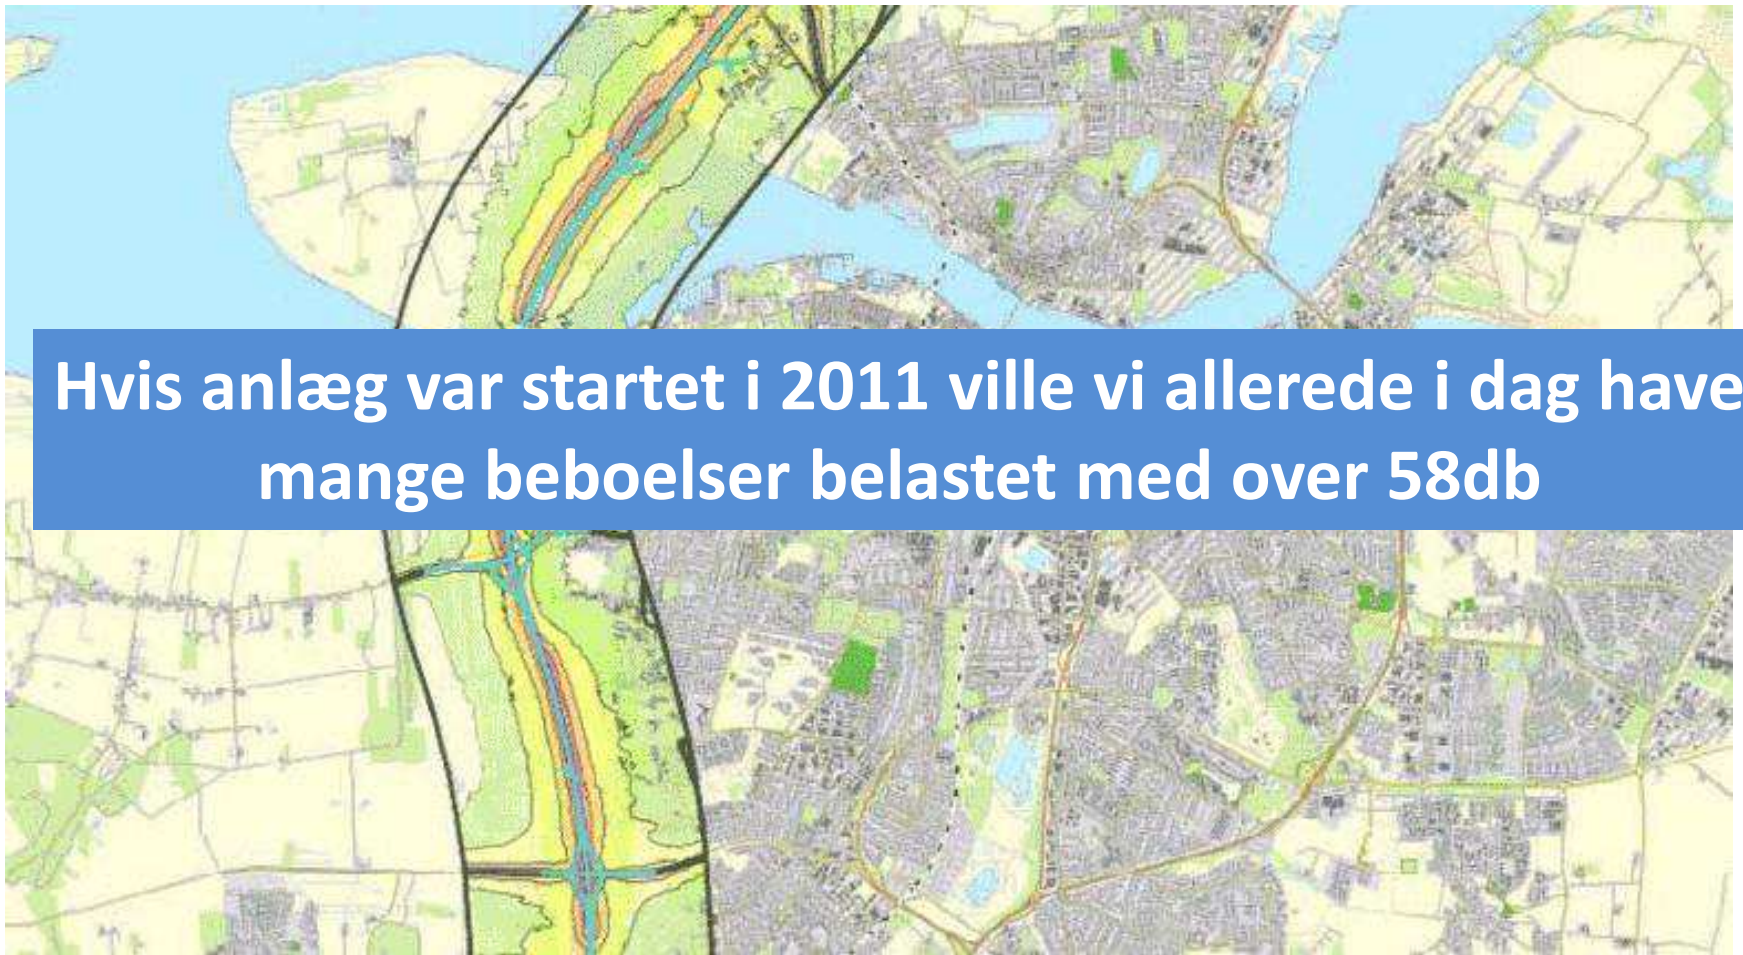 Hvis anlæg var startet i 2011 ville vi allerede i dag have
mange beboelser belastet med over 58db